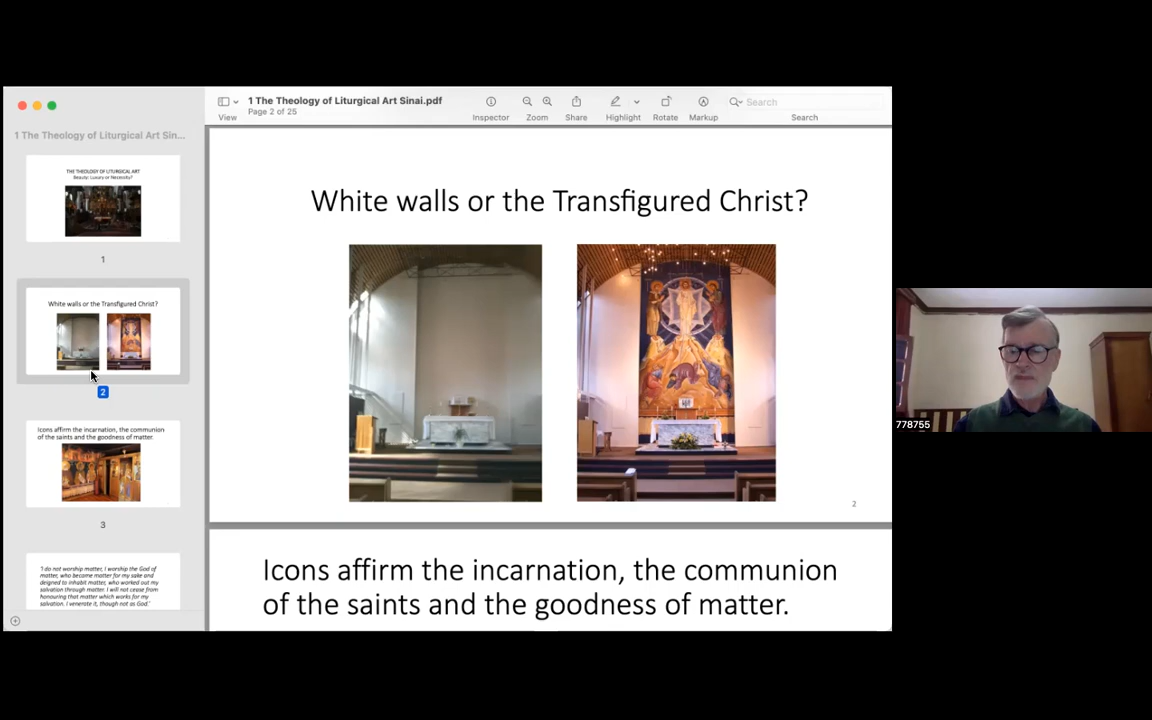 1 The Theology of Liturgical Art Sin...
THE THEOLOGY OF LITURGICAL ART
Beauty: Luxury or Necessity?
1
White walls or the Transfigured Christ?
2
Icons affirm the incarnation, the communion
of the saints and the goodness of matter.
3
'I do not worship matter, I worship the God of
matter, who became matter for my sake and
deigned to inhabit matter, who worked out my
salvation through matter. I will not cease from
honouring that matter which works for my
salvation. I venerate it, though not as God.'
1 The Theology of Liturgical Art Sinai.pdf
Page 2 of 25
View
Inspector
Zoom
Share
Highlight
Rotate
Markup
Search
Search
White walls or the Transfigured Christ?
2
Icons affirm the incarnation, the communion
of the saints and the goodness of matter.
778755